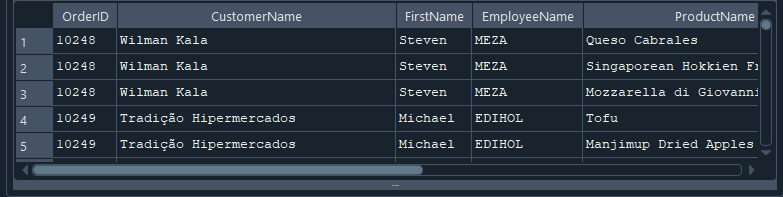 OrderID CustomerName FirstName EmployeeName ProductName
1 10248 Wilman Kala Steven MEZA Queso Cabrales
2 10248 Wilman Kala Steven MEZA Singaporean Hokkien Fr
3 10248 Wilman Kala Steven MEZA Mozzarella di Giovanni
4 10249 Tradição Hipermercados Michael EDIHOL Tofu
5 10249 Tradição Hipermercados Michael EDIHOL Manjimup Dried Apples